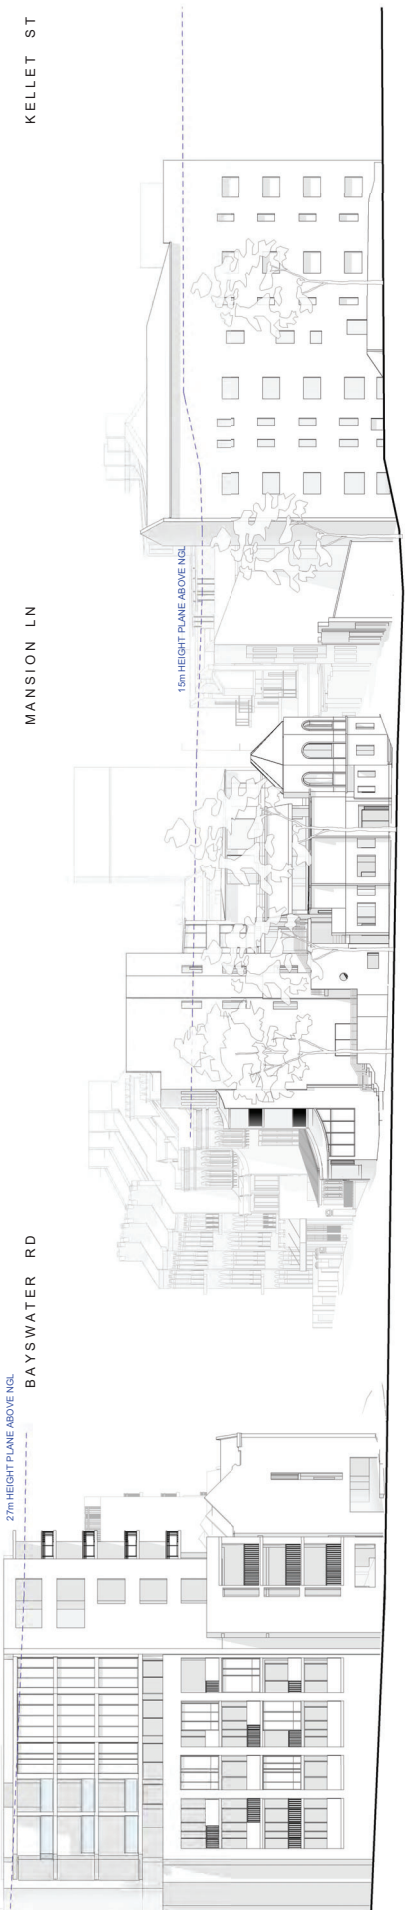 27m HEIGHT PLANE ABOVE NGL
BAYSWATER RD
MANSION LN
15m HEIGHT PLANE ABOVE NGL
KELLET ST